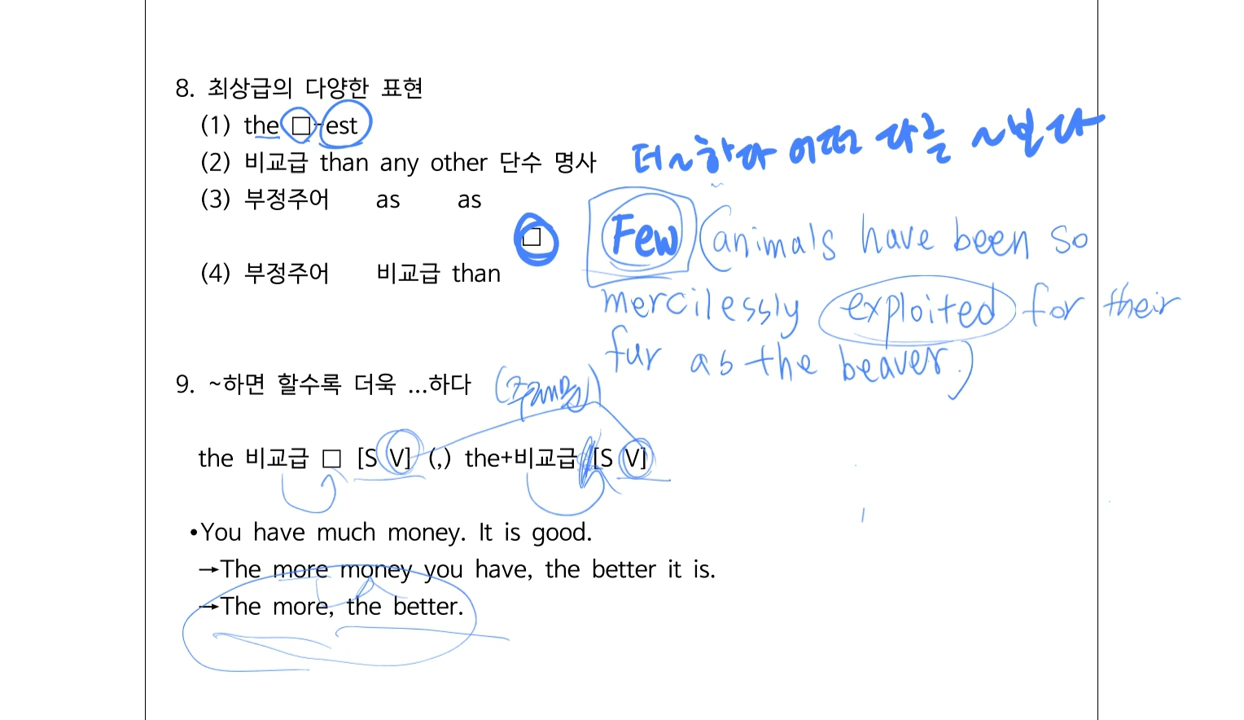 8. 최상급의 다양한 표현
(1) the □-est
(2) 비교급 than any other 단수 명사
더~하다 어떤 다른 ~보다
(3) 부정주어 as as
□
(4) 부정주어 비교급 than
Few (animals have been so
mercilessly exploited for their
fur as the beaver.)
9. ~하면 할수록 더욱 …하다
the 비교급 □ [S V] (,) the+비교급 [S V]
•You have much money. It is good.
→The more money you have, the better it is.
→The more, the better.